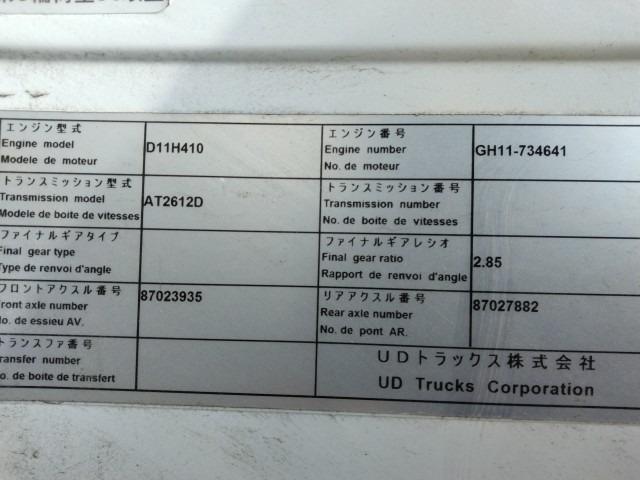 エンジン型式
Engine model
Modele de moteur
D11H410
エンジン番号
Engine number
No. de moteur
GH11-734641
トランスミッション型式
Transmission model
Modele de boite de vitesses
AT2612D
トランスミッション番号
Transmission number
No. de boite de vitesses
ファイナルギアタイプ
Final gear type
Type de renvoi d'angle
ファイナルギアレシオ
Final gear ratio
Rapport de renvoi d'angle
2.85
フロントアクスル番号
Front axle number
No. de essieu AV.
87023935
リアアクスル番号
Rear axle number
No. de pont AR.
87027882
トランスファ番号
Transfer number
No. de boite de transfert
UDトラックス株式会社
UD Trucks Corporation